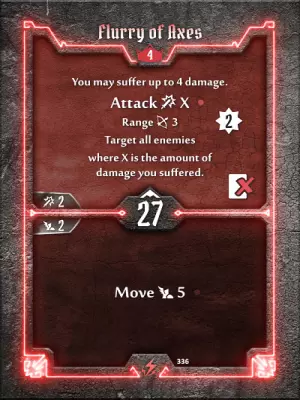 Flurry of Axes
4
You may suffer up to 4 damage.
Attack X
Range 3
2
Target all enemies
where X is the amount of
damage you suffered.
2
27
2
Move 5
336